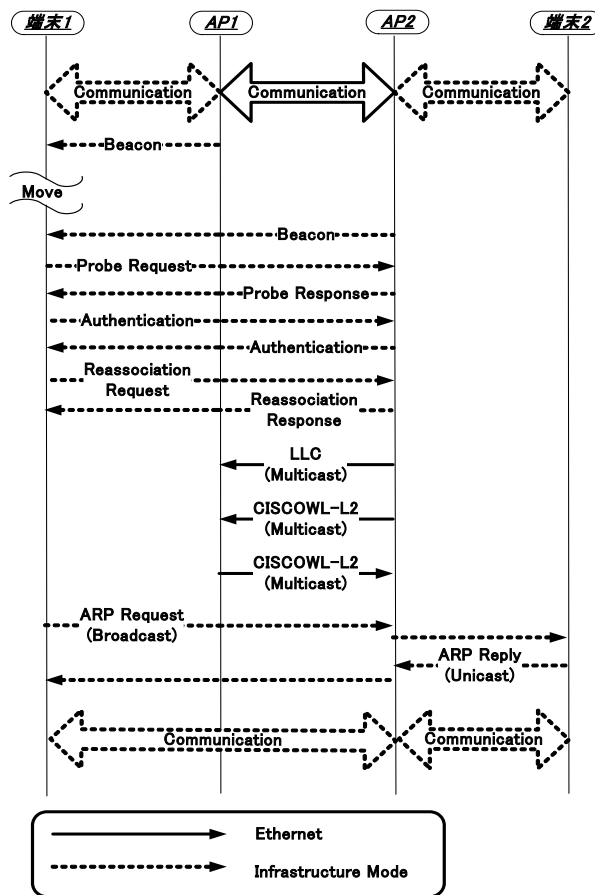 端末1
AP1
AP2
端末2
Communication
Communication
Communication
Beacon
Move
Beacon
Probe Request
Probe Response
Authentication
Authentication
Reassociation
Request
Reassociation
Response
LLC
(Multicast)
CISCOWL-L2
(Multicast)
CISCOWL-L2
(Multicast)
ARP Request
(Broadcast)
ARP Reply
(Unicast)
Communication
Communication
Ethernet
Infrastructure Mode